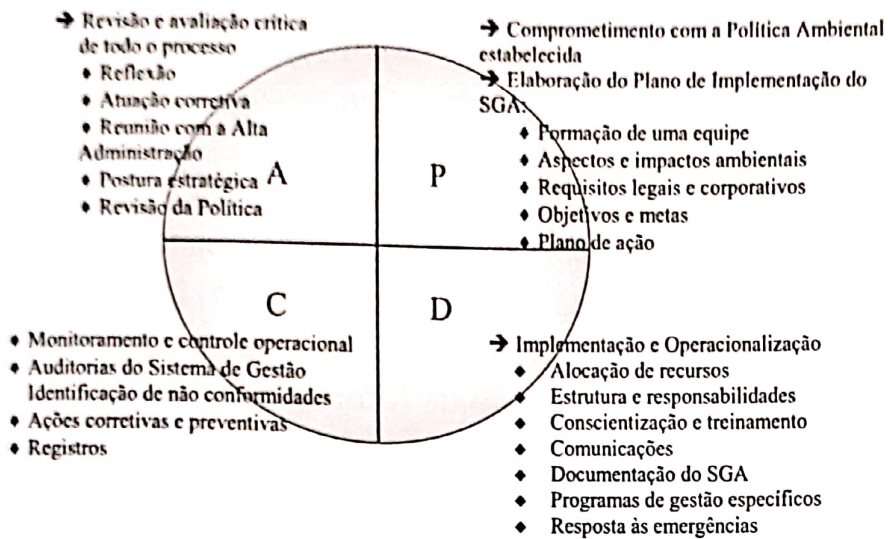 ➔ Revisão e avaliação crítica
de todo o processo
♦ Reflexão
♦ Atuação corretiva
♦ Reunião com a Alta
Administração
♦ Postura estratégica
♦ Revisão da Política
A
➔ Comprometimento com a Política Ambiental
estabelecida
➔ Elaboração do Plano de Implementação do
SGA:
♦ Formação de uma equipe
♦ Aspectos e impactos ambientais
♦ Requisitos legais e corporativos
♦ Objetivos e metas
♦ Plano de ação
P
C
♦ Monitoramento e controle operacional
♦ Auditorias do Sistema de Gestão
Identificação de não conformidades
♦ Ações corretivas e preventivas
♦ Registros
D
➔ Implementação e Operacionalização
♦ Alocação de recursos
♦ Estrutura e responsabilidades
♦ Conscientização e treinamento
♦ Comunicações
♦ Documentação do SGA
♦ Programas de gestão específicos
♦ Resposta às emergências